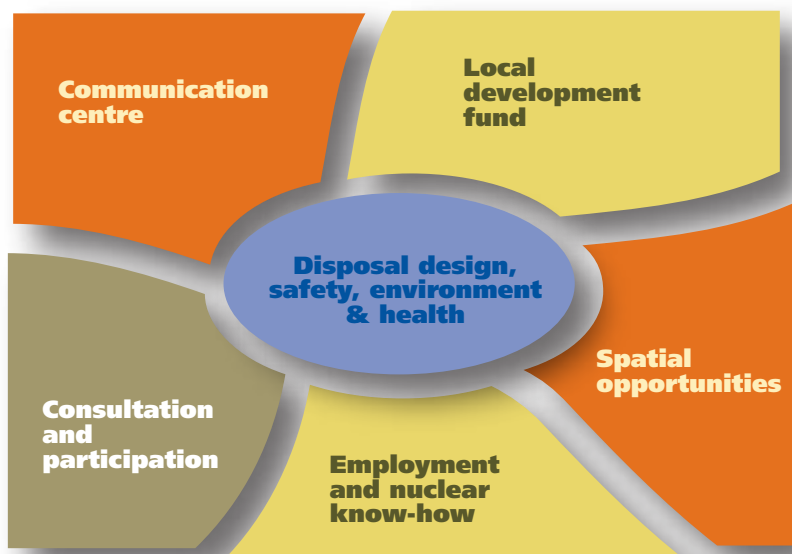 Communication
centre
Local
development
fund
Disposal design,
safety, environment
& health
Spatial
opportunities
Consultation
and
participation
Employment
and nuclear
know-how